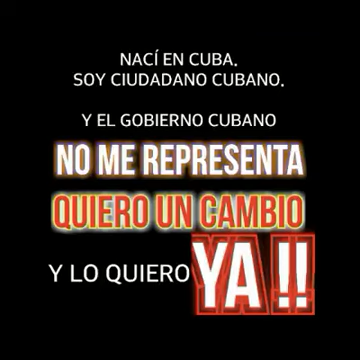 NACÍ EN CUBA.
SOY CIUDADANO CUBANO.
Y EL GOBIERNO CUBANO
NO ME REPRESENTA
QUIERO UN CAMBIO
Y LO QUIERO YA !!